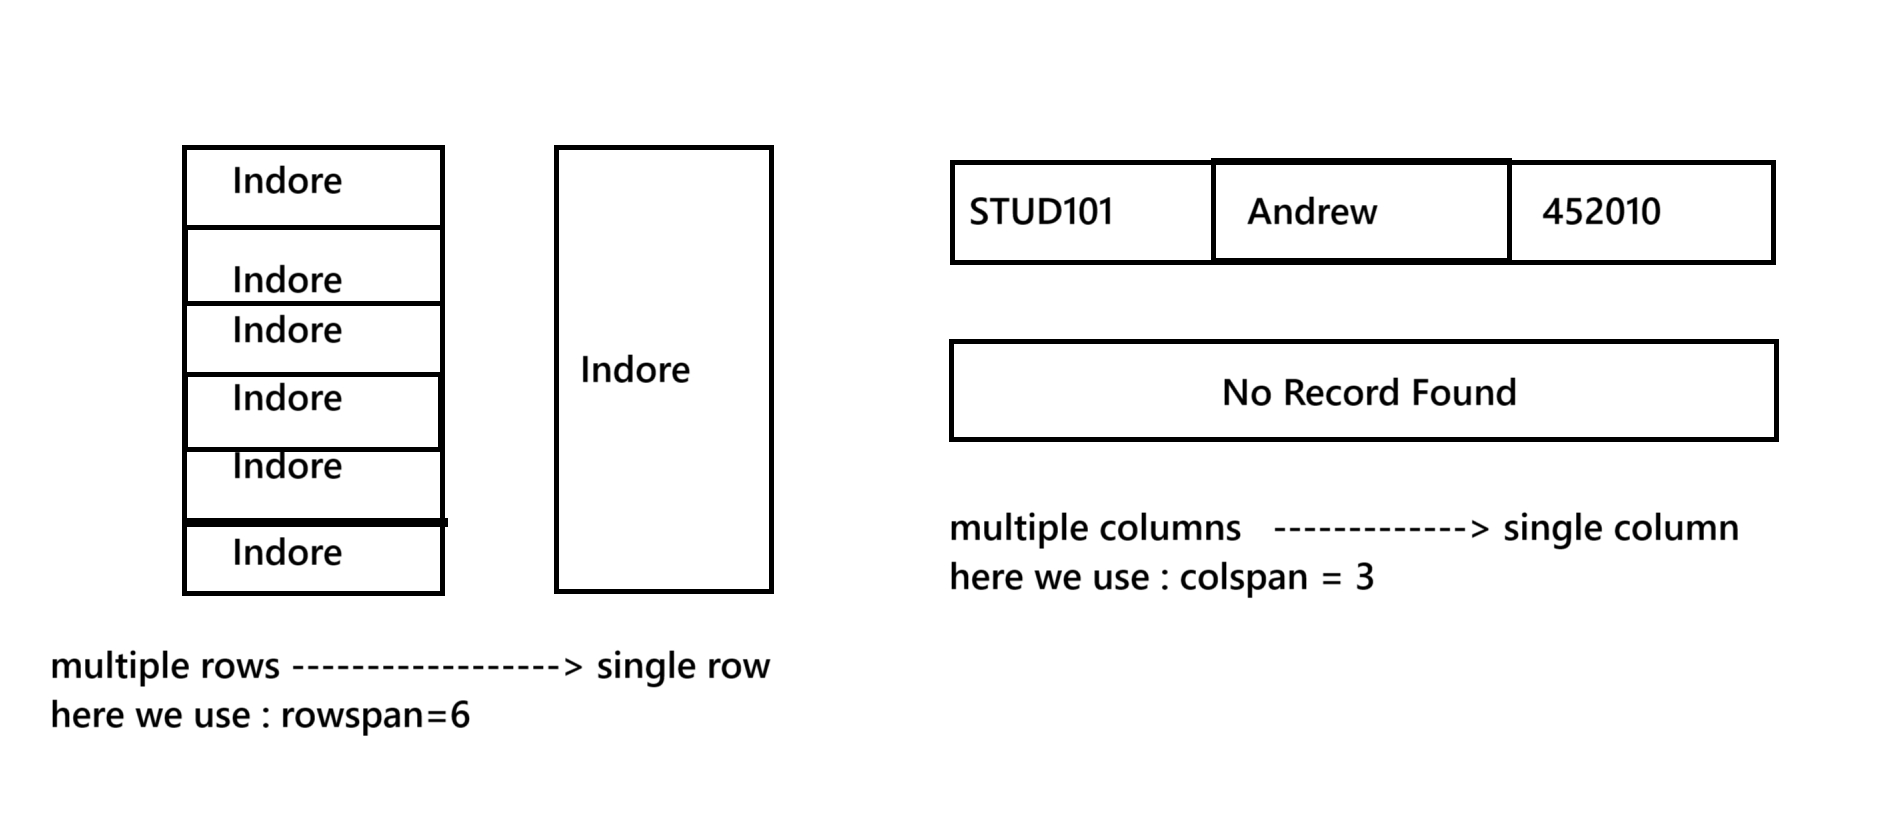 Indore
Indore
Indore
Indore
Indore
Indore
Indore
multiple rows ------------------> single row
here we use : rowspan=6
STUD101 Andrew 452010
No Record Found
multiple columns -------------> single column
here we use : colspan = 3